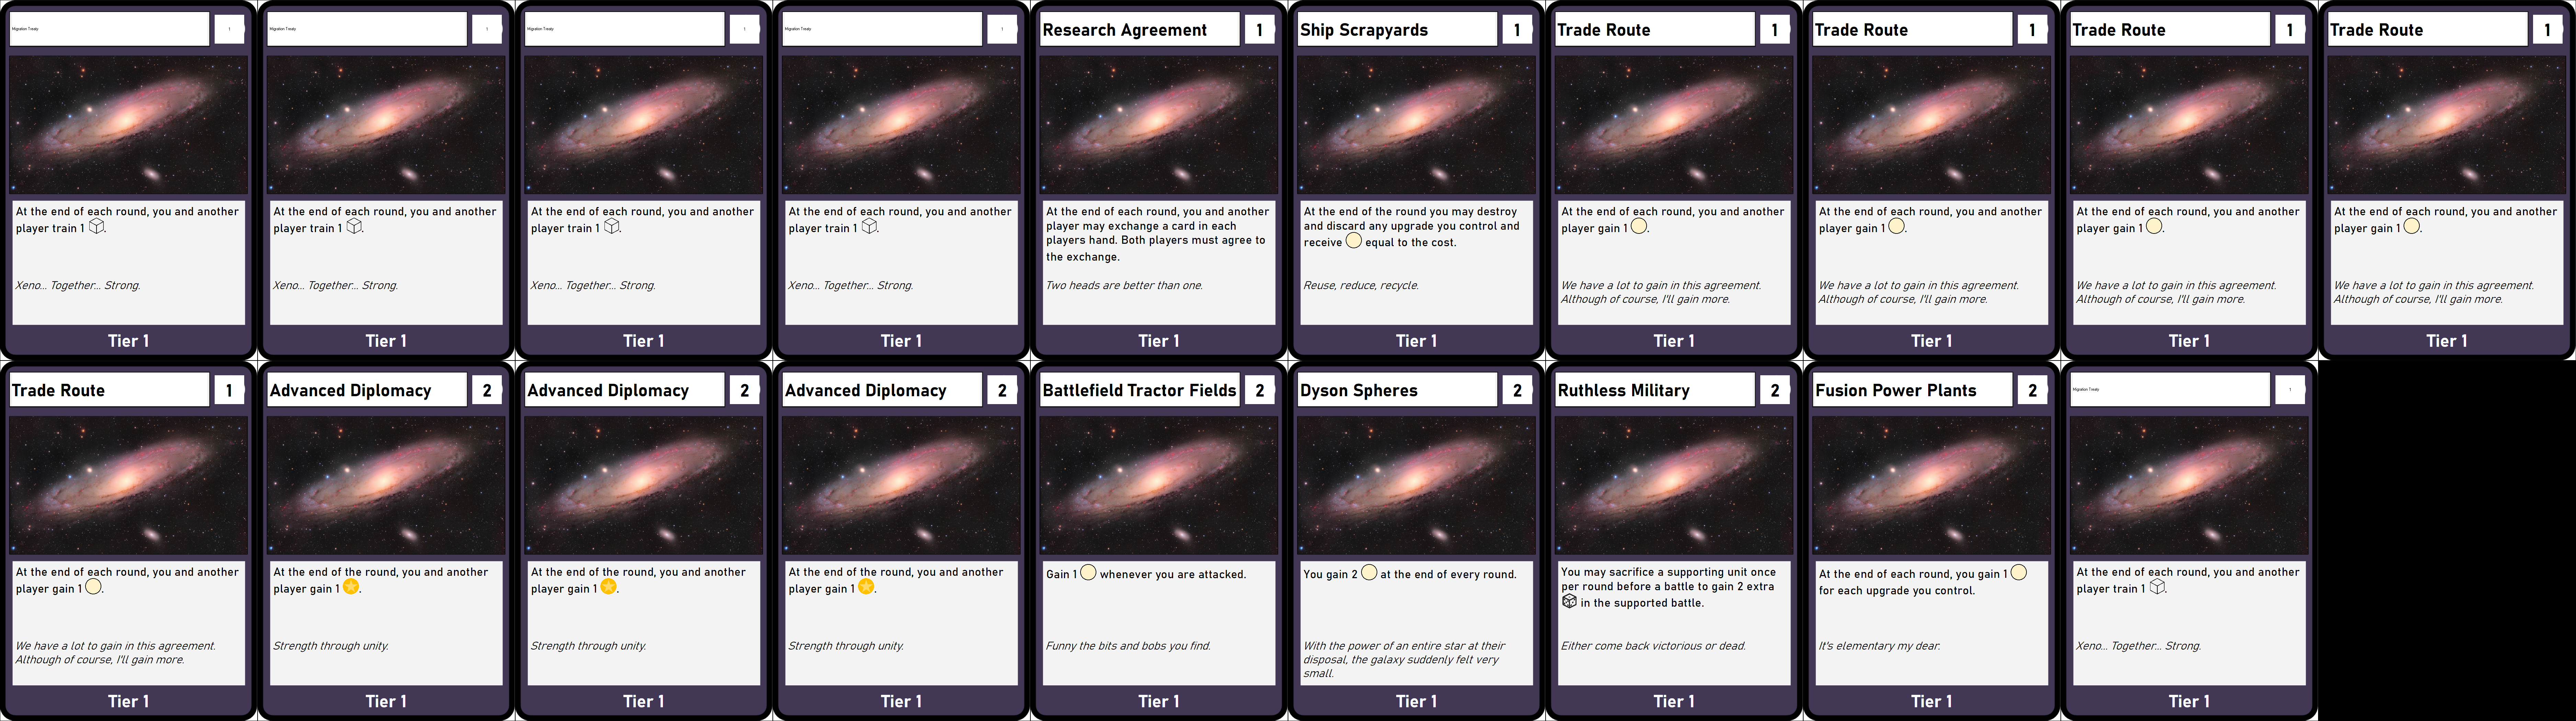 Migration Treaty 1
At the end of each round, you and another
player train 1 .
Xeno... Together... Strong.
Tier 1
Migration Treaty 1
At the end of each round, you and another
player train 1 .
Xeno... Together... Strong.
Tier 1
Migration Treaty 1
At the end of each round, you and another
player train 1 .
Xeno... Together... Strong.
Tier 1
Migration Treaty 1
At the end of each round, you and another
player train 1 .
Xeno... Together... Strong.
Tier 1
Research Agreement 1
At the end of each round, you and another
player may exchange a card in each
players hand. Both players must agree to
the exchange.
Two heads are better than one.
Tier 1
Ship Scrapyards 1
At the end of the round you may destroy
and discard any upgrade you control and
receive equal to the cost.
Reuse, reduce, recycle.
Tier 1
Trade Route 1
At the end of each round, you and another
player gain 1 .
We have a lot to gain in this agreement.
Although of course, I'll gain more.
Tier 1
Trade Route 1
At the end of each round, you and another
player gain 1 .
We have a lot to gain in this agreement.
Although of course, I'll gain more.
Tier 1
Trade Route 1
At the end of each round, you and another
player gain 1 .
We have a lot to gain in this agreement.
Although of course, I'll gain more.
Tier 1
Trade Route 1
At the end of each round, you and another
player gain 1 .
We have a lot to gain in this agreement.
Although of course, I'll gain more.
Tier 1
Trade Route 1
At the end of each round, you and another
player gain 1 .
We have a lot to gain in this agreement.
Although of course, I'll gain more.
Tier 1
Advanced Diplomacy 2
At the end of the round, you and another
player gain 1 .
Strength through unity.
Tier 1
Advanced Diplomacy 2
At the end of the round, you and another
player gain 1 .
Strength through unity.
Tier 1
Advanced Diplomacy 2
At the end of the round, you and another
player gain 1 .
Strength through unity.
Tier 1
Battlefield Tractor Fields 2
Gain 1 whenever you are attacked.
Funny the bits and bobs you find.
Tier 1
Dyson Spheres 2
You gain 2 at the end of every round.
With the power of an entire star at their
disposal, the galaxy suddenly felt very
small.
Tier 1
Ruthless Military 2
You may sacrifice a supporting unit once
per round before a battle to gain 2 extra
in the supported battle.
Either come back victorious or dead.
Tier 1
Fusion Power Plants 2
At the end of each round, you gain 1
for each upgrade you control.
It's elementary my dear.
Tier 1
Migration Treaty 1
At the end of each round, you and another
player train 1 .
Xeno... Together... Strong.
Tier 1